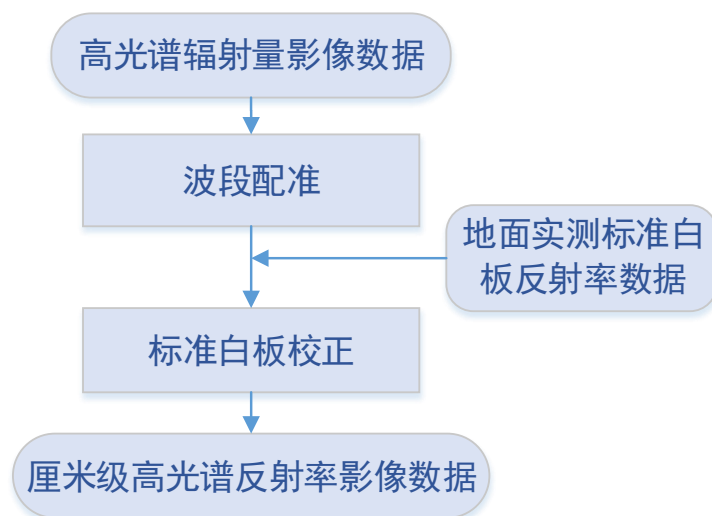 高光谱辐射量影像数据
波段配准
地面实测标准白
板反射率数据
标准白板校正
厘米级高光谱反射率影像数据